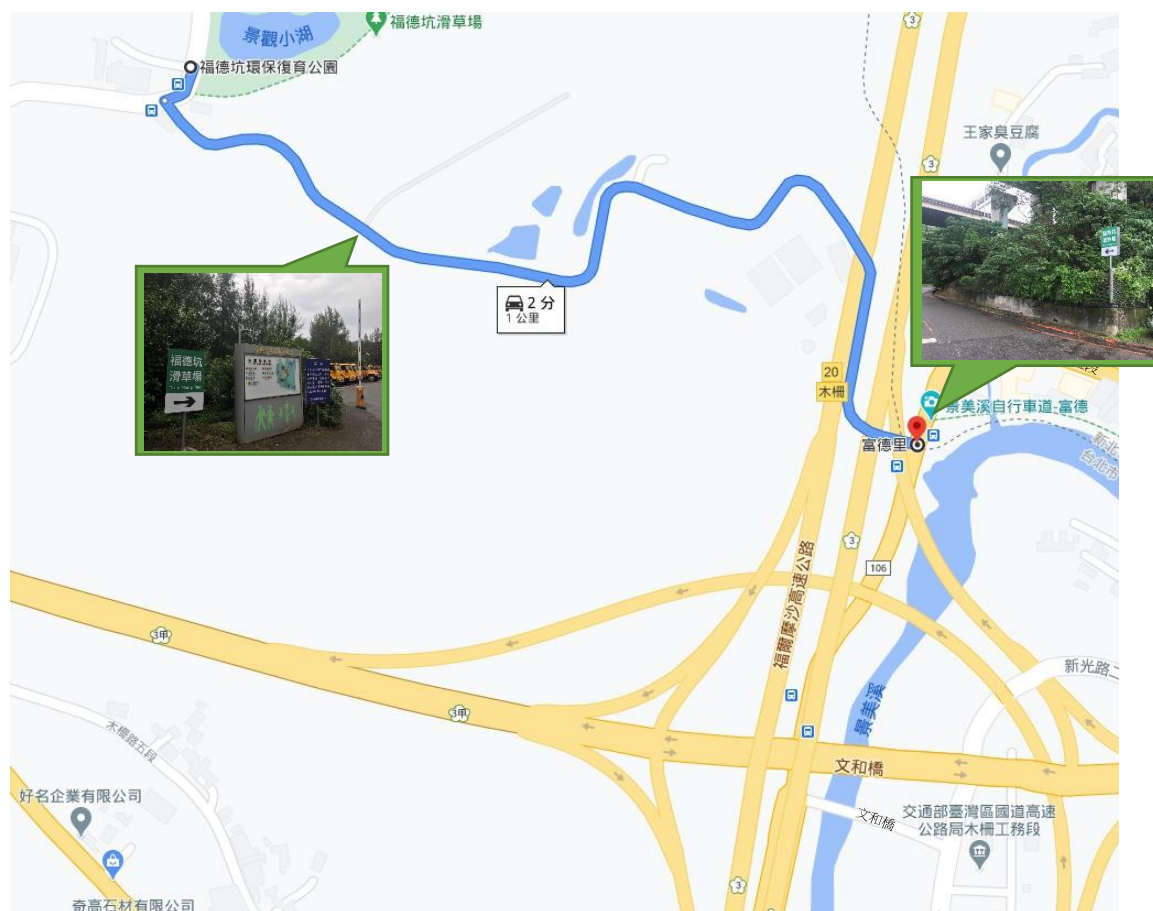 景觀小湖
福德坑滑草場
福德坑環保復育公園
3
3
王家臭豆腐
2 分
1 公里
福德坑
滑草場
20
木柵
段
景美溪自行車道-富德
富德里
新北
台北市
3
106
福爾摩沙高速公路
3甲
3甲
新光路二
景美溪
木柵路五段
文和橋
文和橋
好名企業有限公司
交通部臺灣區國道高速
公路局木柵工務段
3
奇高石材有限公司